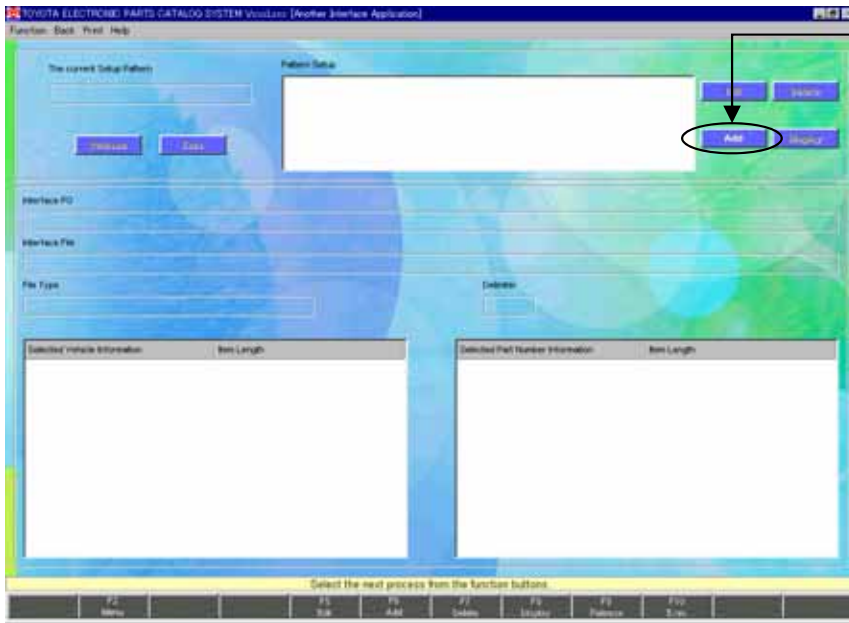 TOYOTA ELECTRONIC PARTS CATALOG SYSTEM [Another Interface Application]
Function Back Print Help
The current Setup Pattern
Pattern Setup
Edit Delete
Add Display
Release
Interface PG
Interface File
File Type
Delimiter
Selected Vehicle Information Item Length
Selected Part Number Information Item Length
Select the next process from the function buttons.
F2 F5 F6 F7 F8 F9 F10
Menu Edit Add Delete Display Release